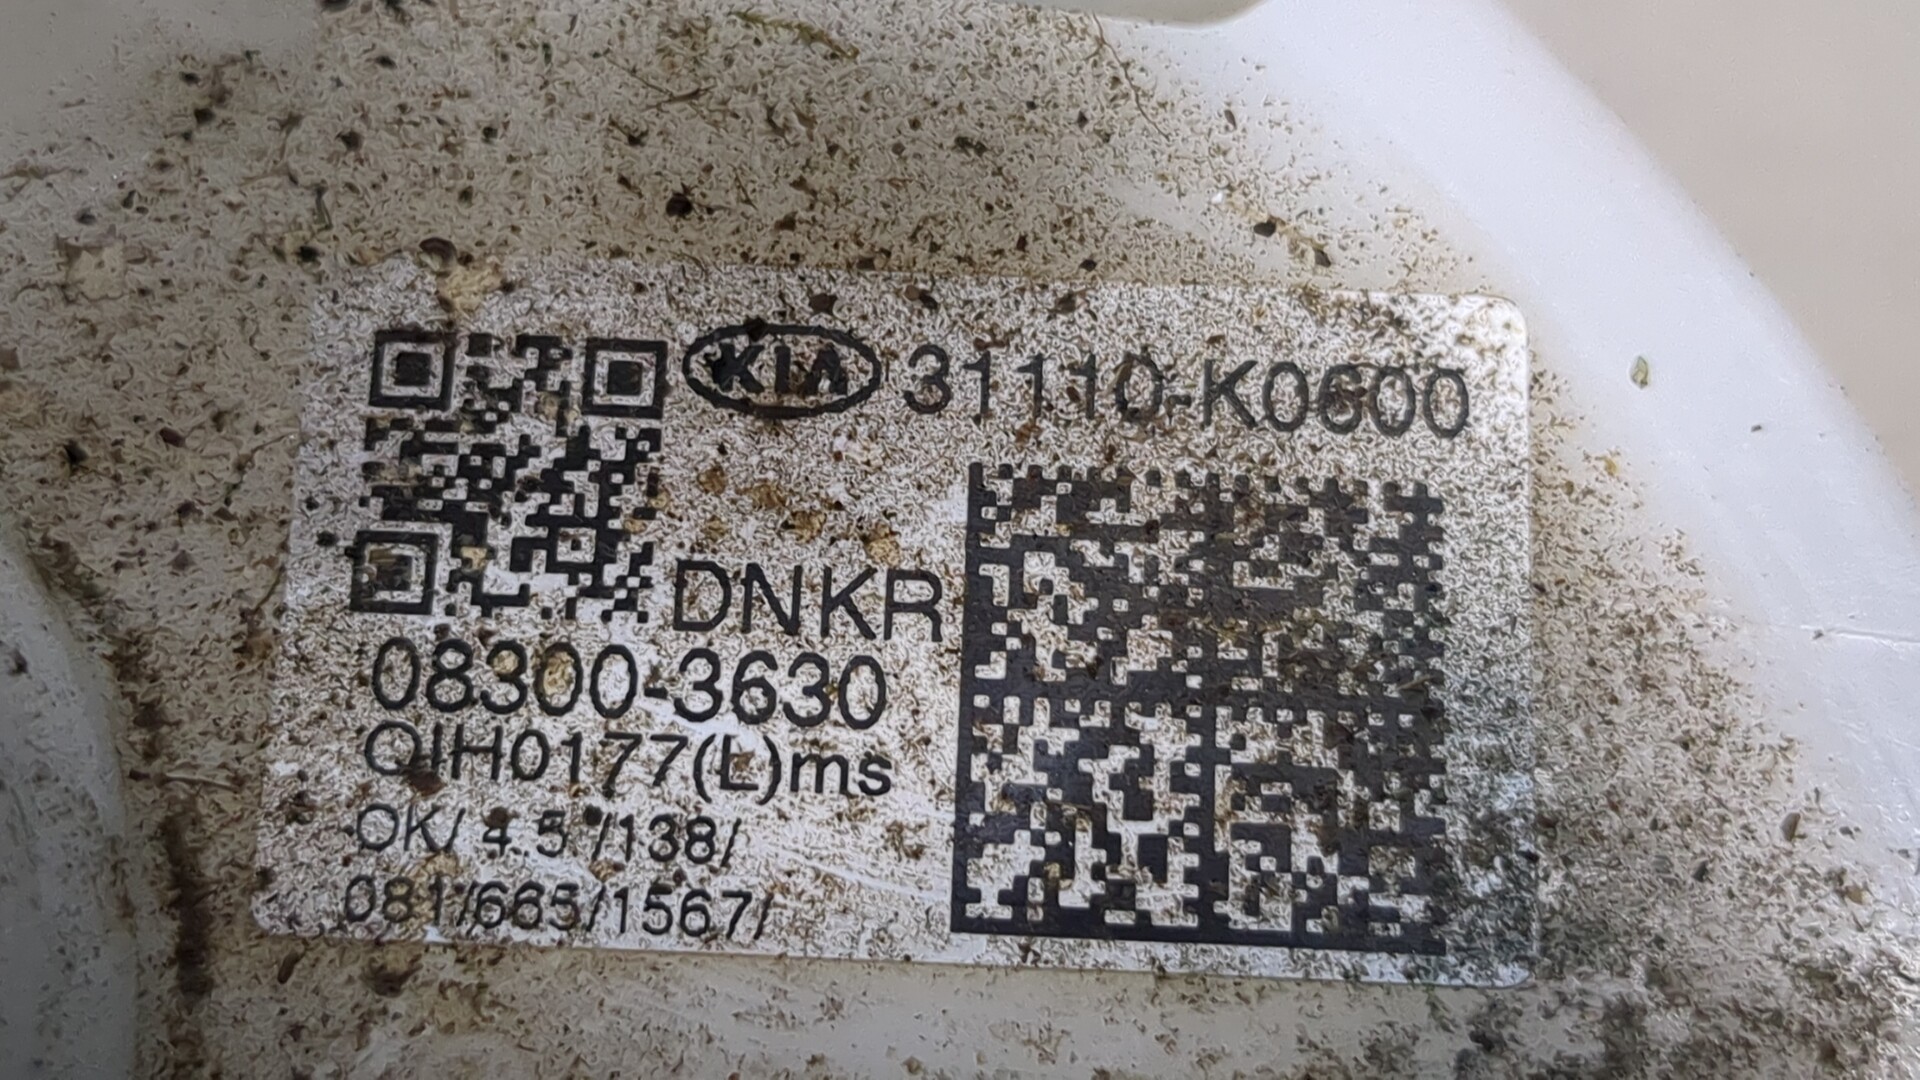 KIA 31110-K0600
DNKR
08300-3630
QIH0177(L)ms
OK/ 4.5 /138/
081/665/1567/